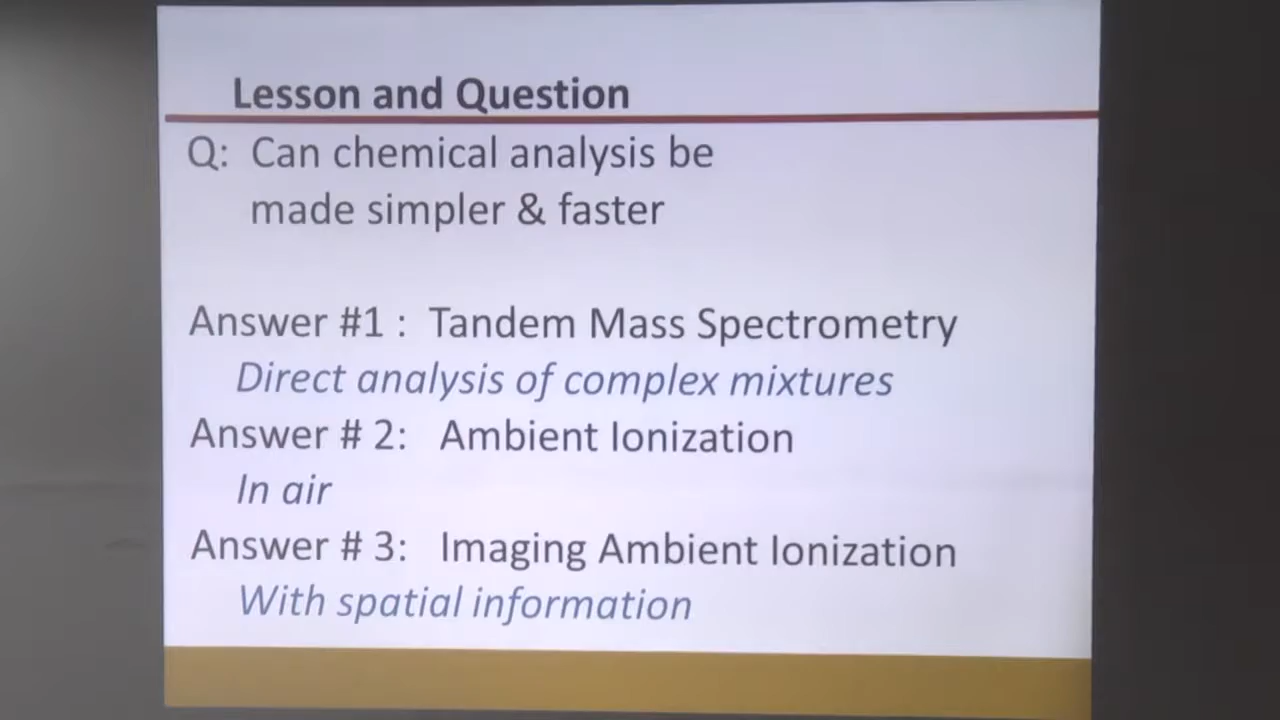 Lesson and Question
Q: Can chemical analysis be
made simpler & faster
Answer #1 : Tandem Mass Spectrometry
Direct analysis of complex mixtures
Answer # 2: Ambient Ionization
In air
Answer # 3: Imaging Ambient Ionization
With spatial information